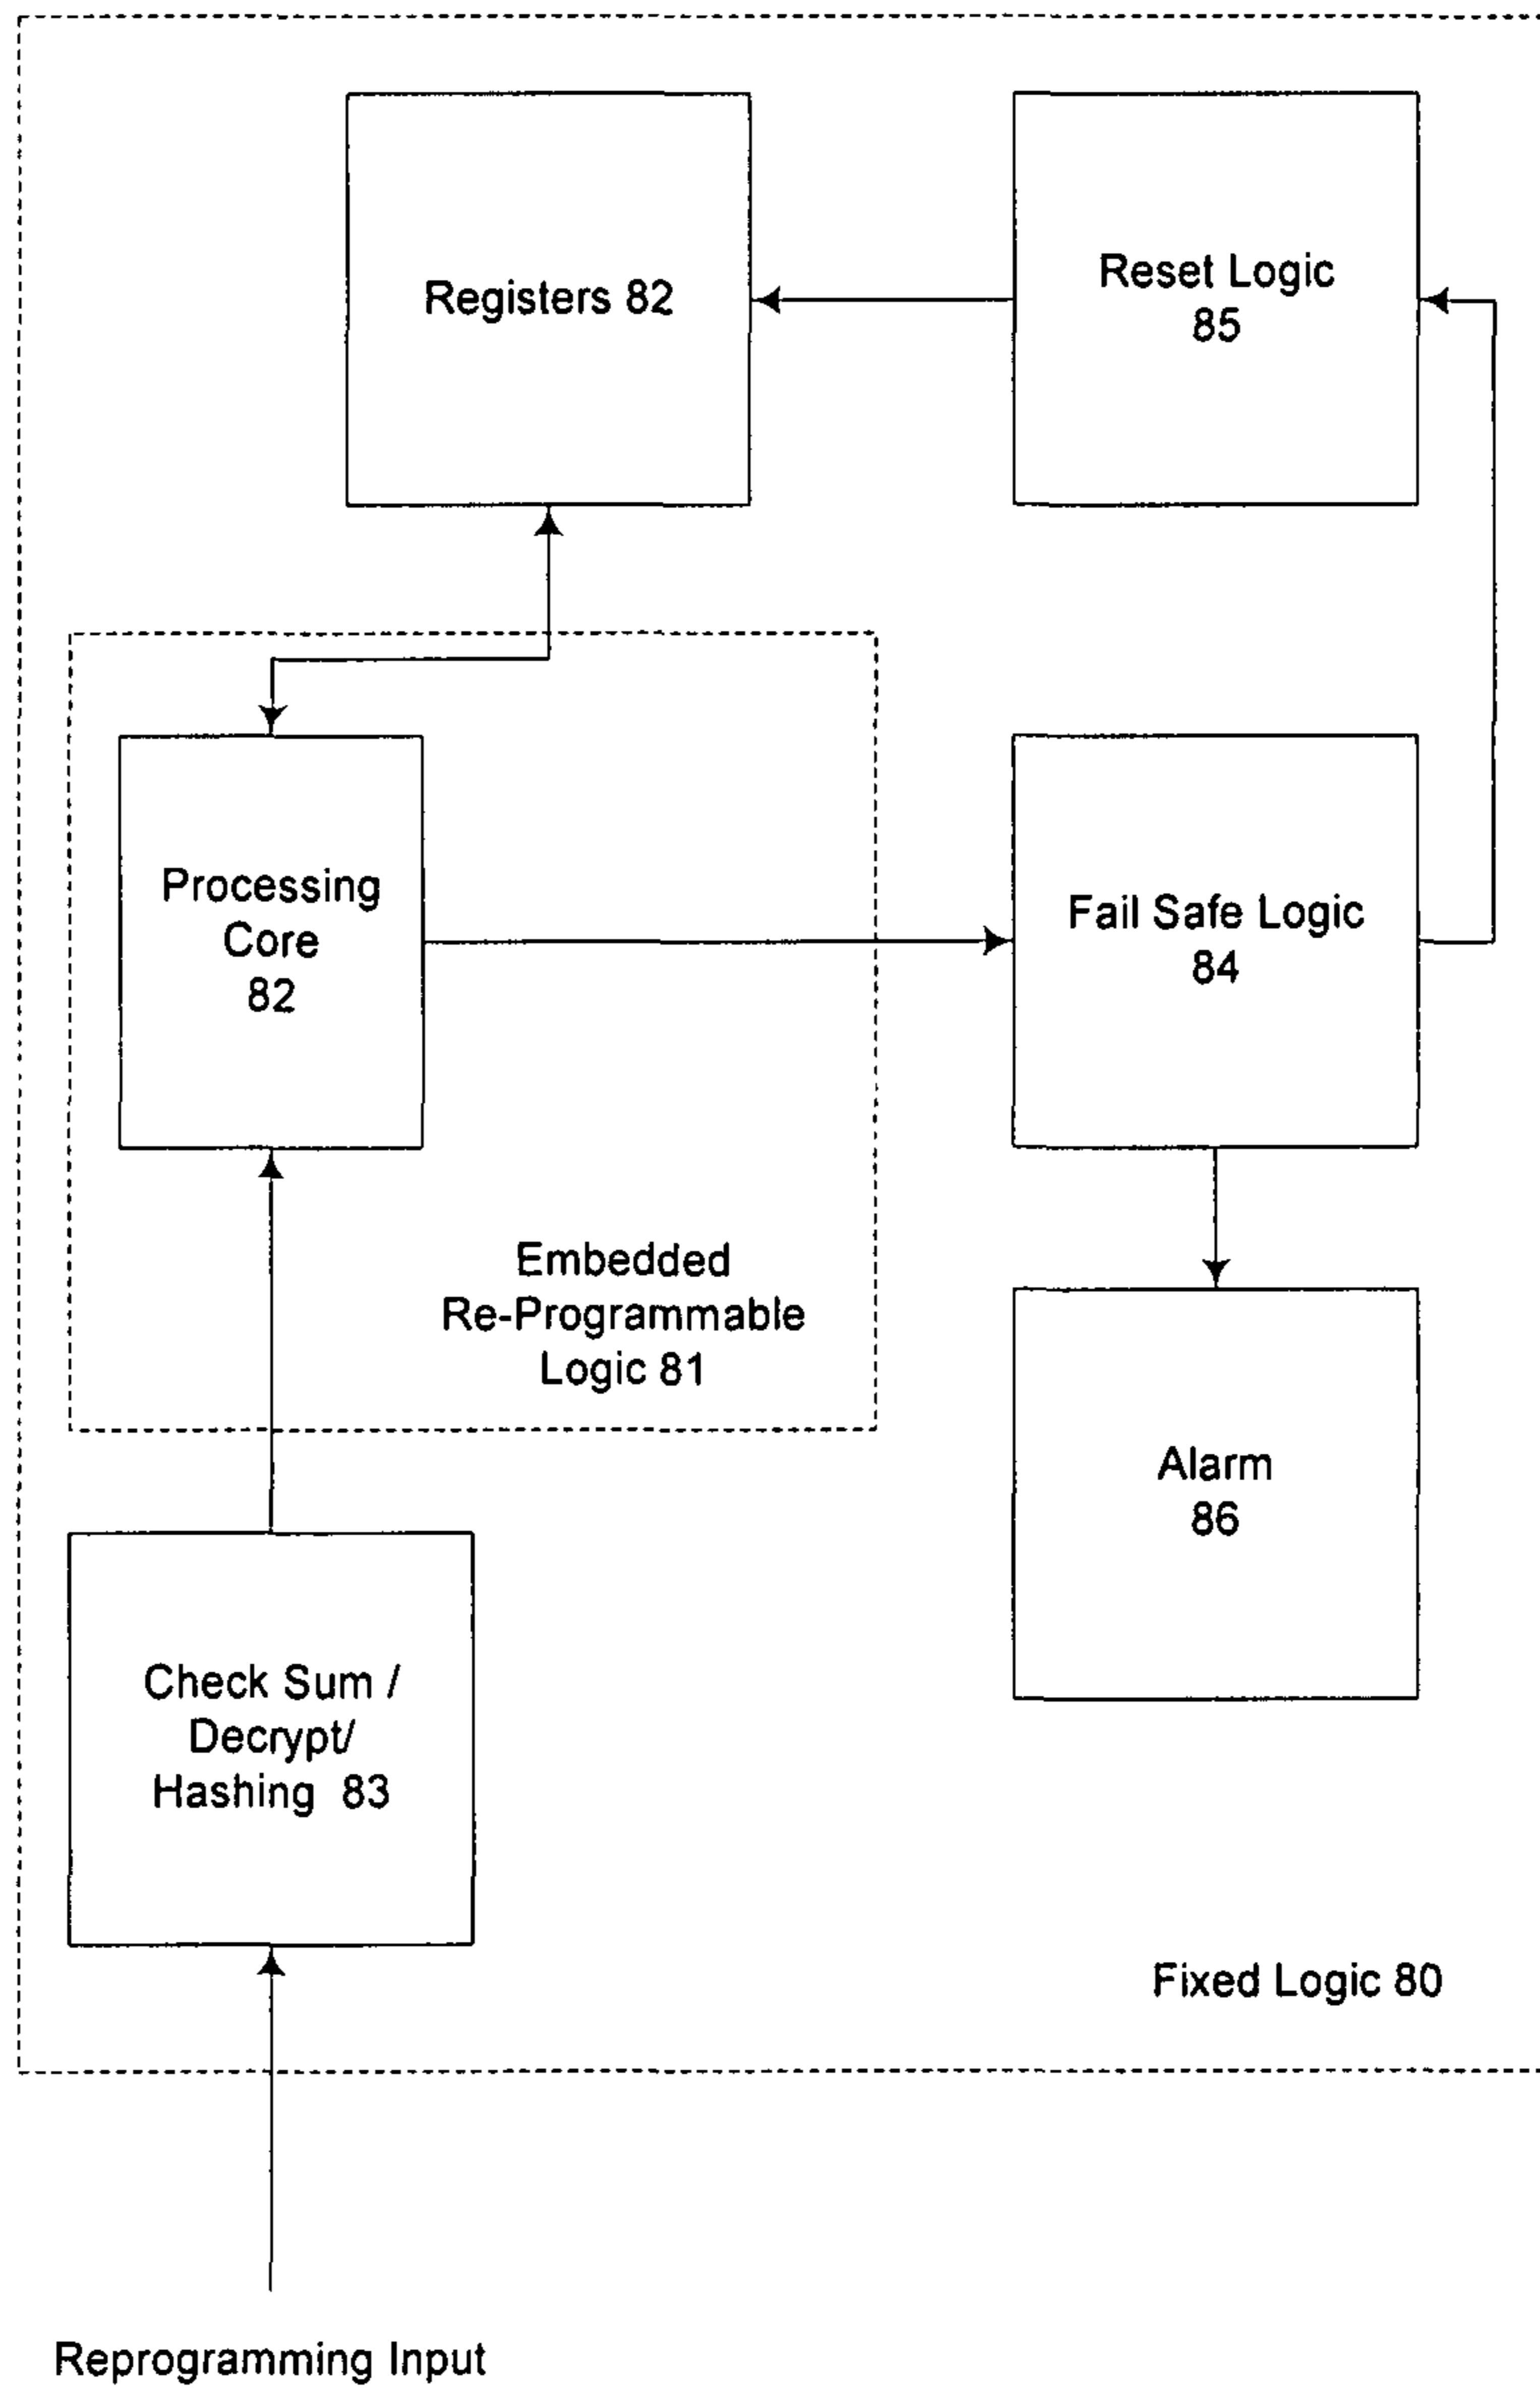 Registers 82
Reset Logic
85
Processing
Core
82
Fail Safe Logic
84
Embedded
Re-Programmable
Logic 81
Alarm
86
Check Sum /
Decrypt/
Hashing 83
Fixed Logic 80
Reprogramming Input